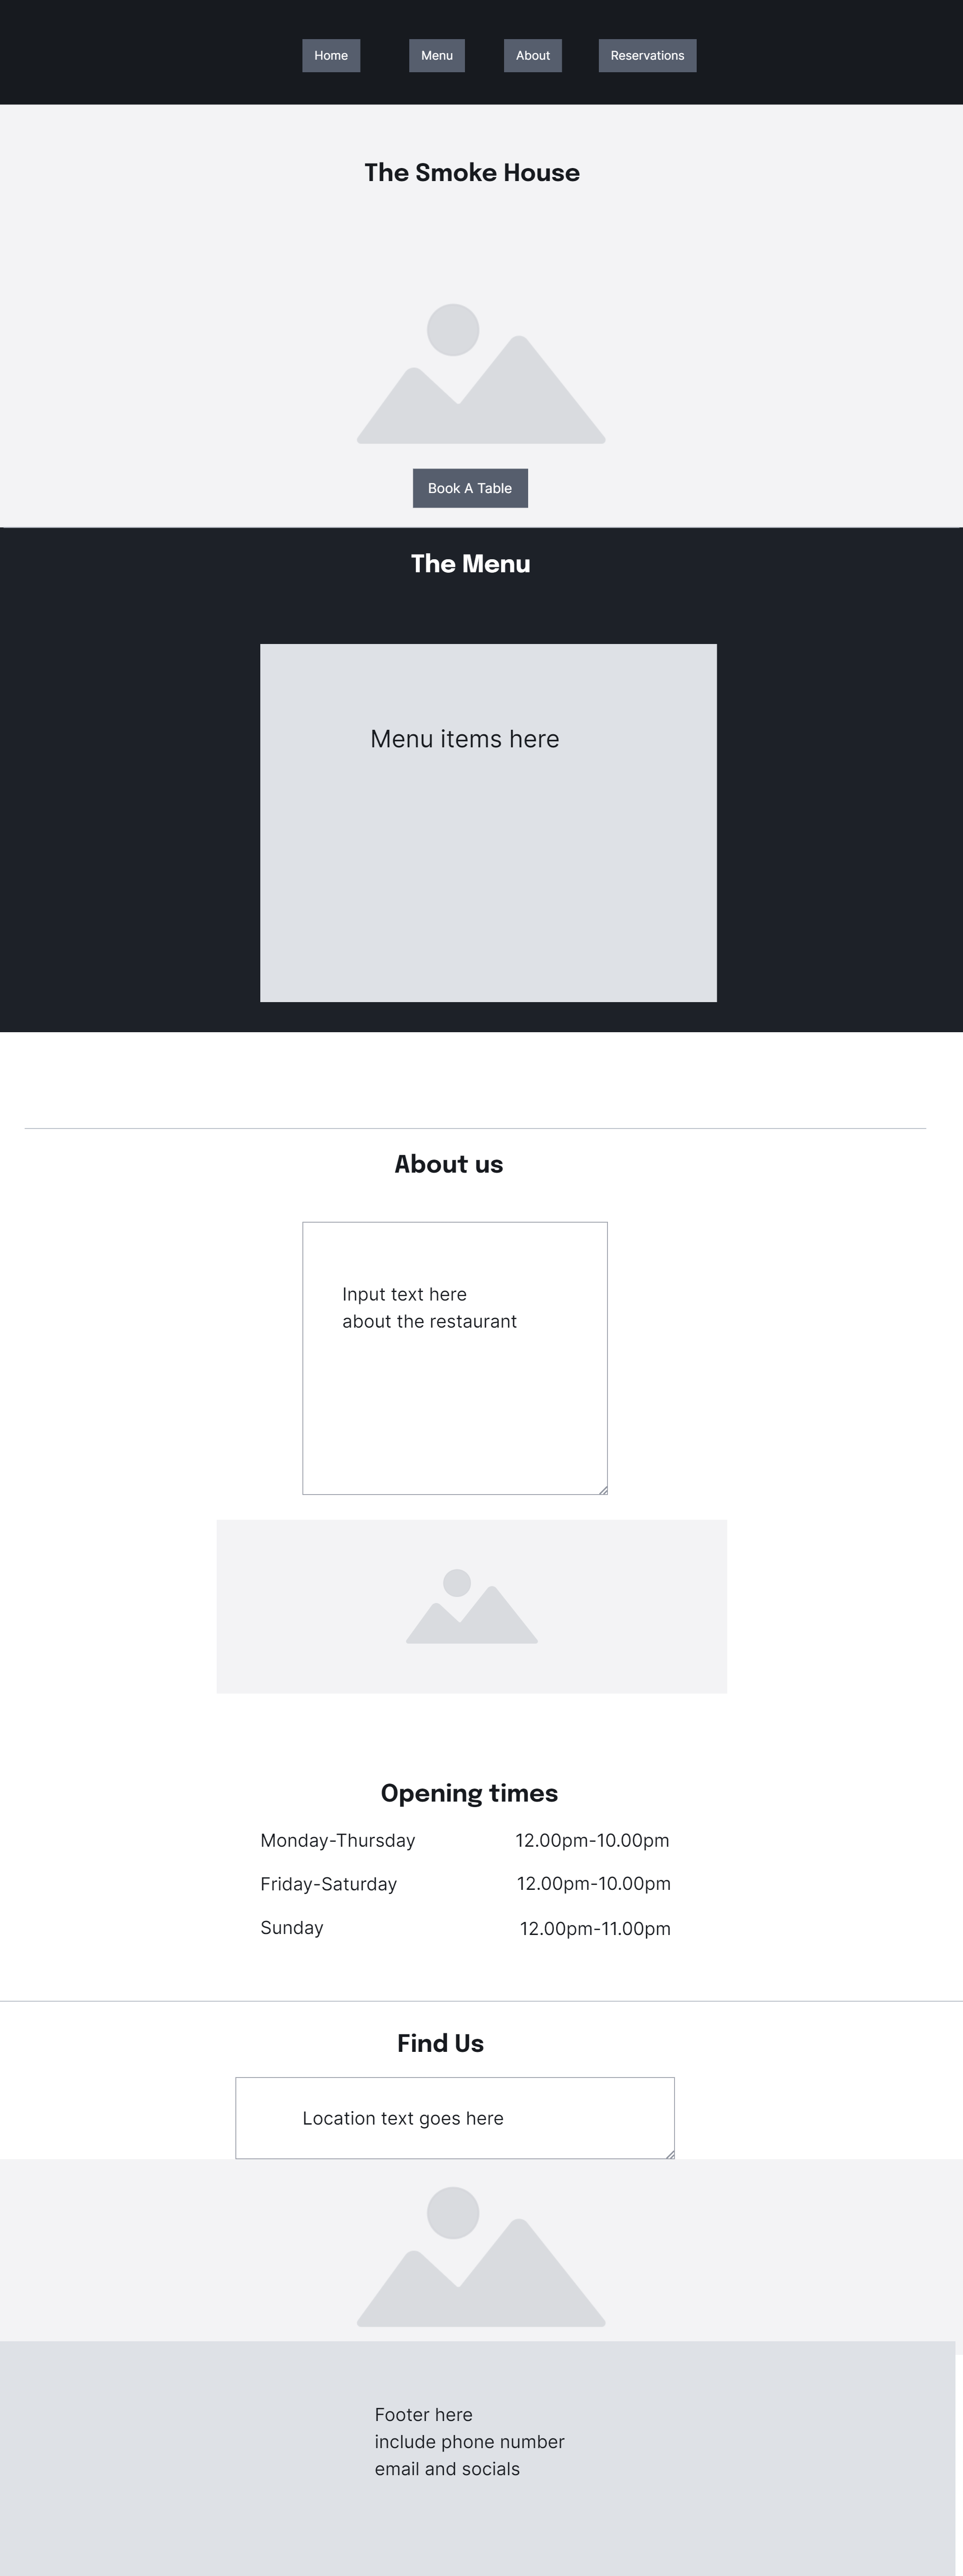 Home Menu About Reservations
The Smoke House
Book A Table
The Menu
Menu items here
About us
Input text here
about the restaurant
Opening times
Monday-Thursday 12.00pm-10.00pm
Friday-Saturday 12.00pm-10.00pm
Sunday 12.00pm-11.00pm
Find Us
Location text goes here
Footer here
include phone number
email and socials